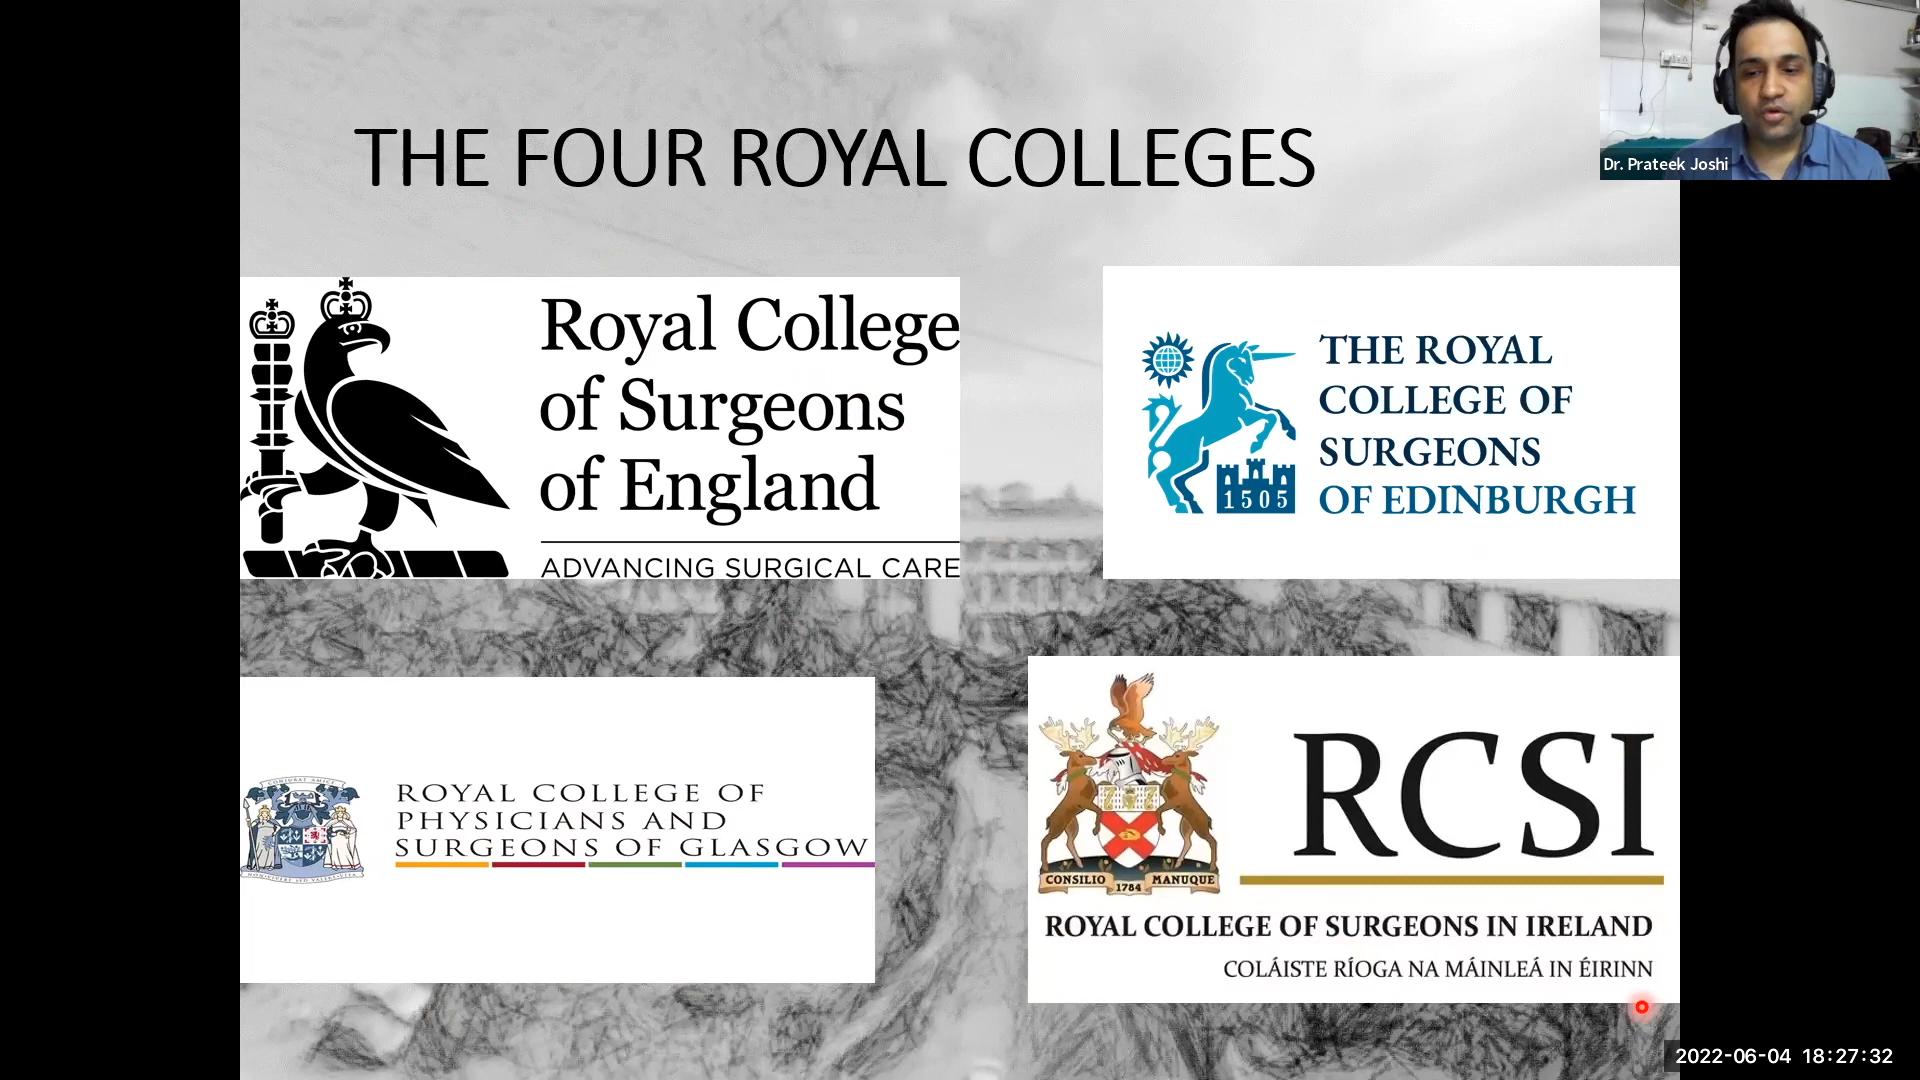 THE FOUR ROYAL COLLEGES
Dr. Prateek Joshi
Royal College
of Surgeons
of England
ADVANCING SURGICAL CARE
THE ROYAL
COLLEGE OF
SURGEONS
OF EDINBURGH
1505
CONJURAT AMICE
ROYAL COLLEGE OF
PHYSICIANS AND
SURGEONS OF GLASGOW
RCSI
CONSILIO 1784 MANUQUE
ROYAL COLLEGE OF SURGEONS IN IRELAND
COLÁISTE RÍOGA NA MÁINLEÁ IN ÉIRINN
2022-06-04 18:27:32